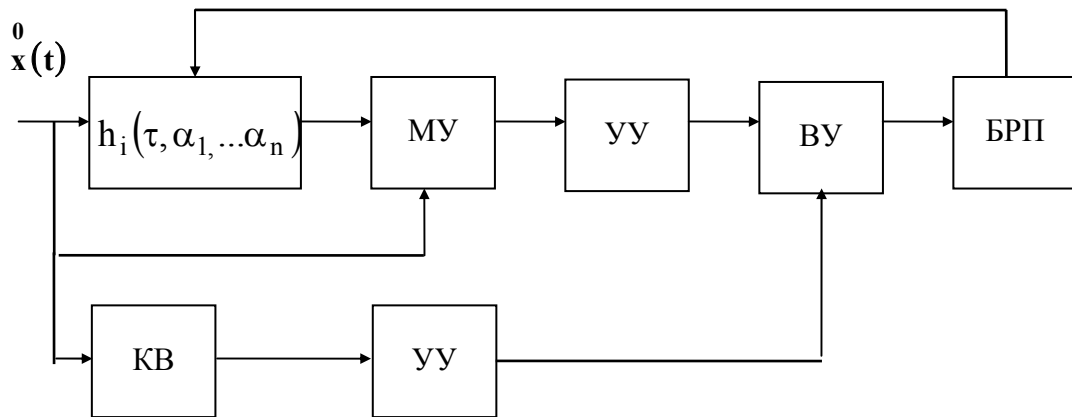 0
x(t)
h_i(τ, α_1, ...α_n)
МУ
УУ
ВУ
БРП
КВ
УУ